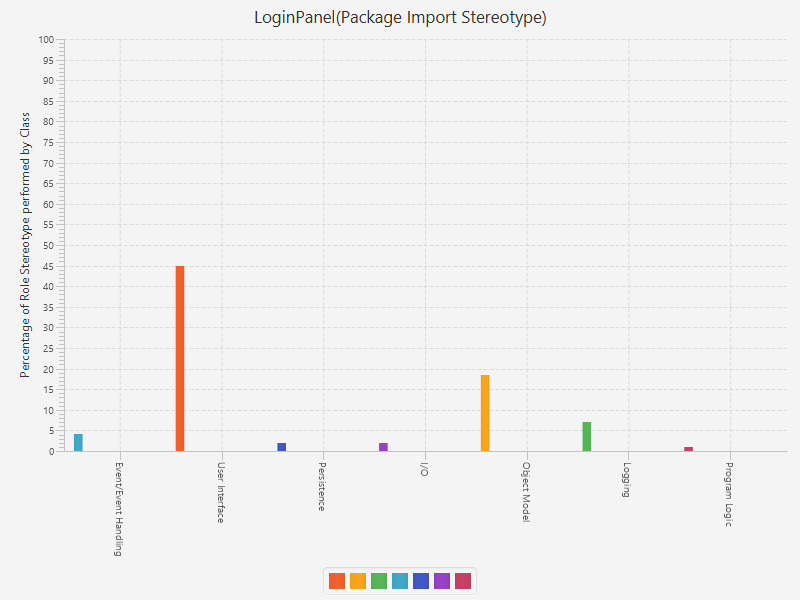 LoginPanel(Package Import Stereotype)
Percentage of Role Stereotype performed by Class
100
95
90
85
80
75
70
65
60
55
50
45
40
35
30
25
20
15
10
5
0
Event/Event Handling
User Interface
Persistence
I/O
Object Model
Logging
Program Logic